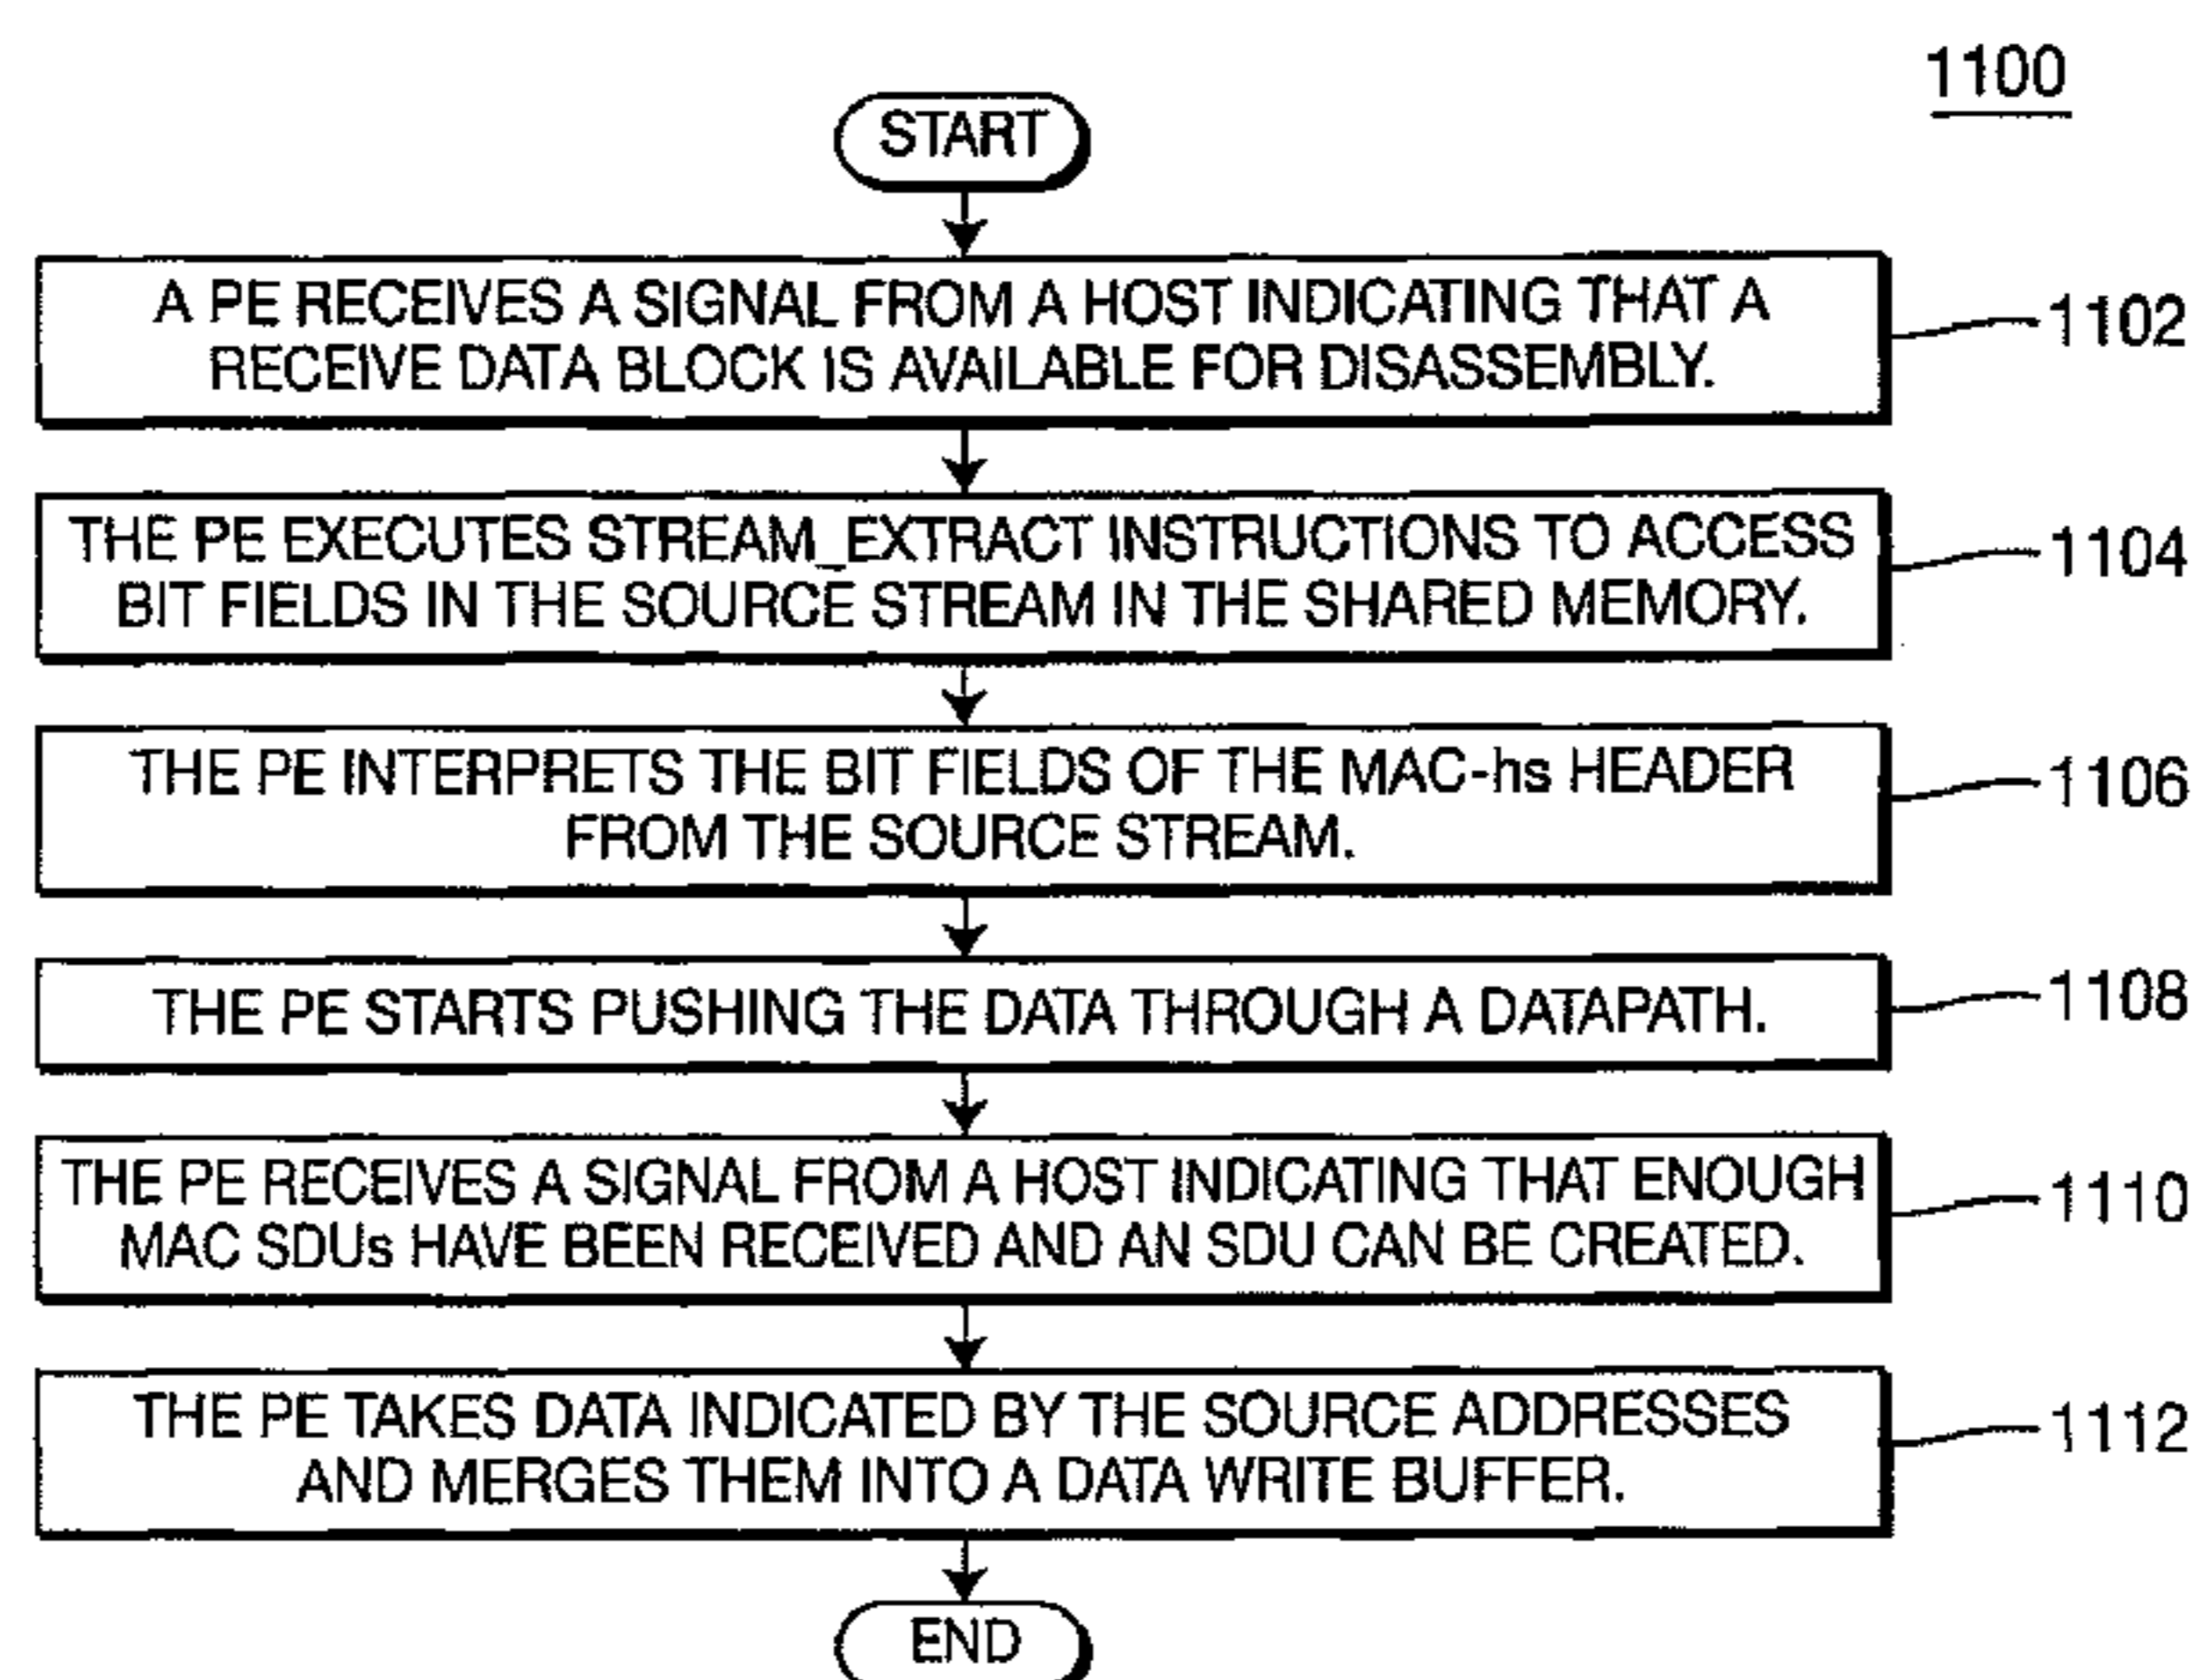 1100
START
A PE RECEIVES A SIGNAL FROM A HOST INDICATING THAT A
RECEIVE DATA BLOCK IS AVAILABLE FOR DISASSEMBLY.
1102
THE PE EXECUTES STREAM_EXTRACT INSTRUCTIONS TO ACCESS
BIT FIELDS IN THE SOURCE STREAM IN THE SHARED MEMORY.
1104
THE PE INTERPRETS THE BIT FIELDS OF THE MAC-hs HEADER
FROM THE SOURCE STREAM.
1106
THE PE STARTS PUSHING THE DATA THROUGH A DATAPATH.
1108
THE PE RECEIVES A SIGNAL FROM A HOST INDICATING THAT ENOUGH
MAC SDUs HAVE BEEN RECEIVED AND AN SDU CAN BE CREATED.
1110
THE PE TAKES DATA INDICATED BY THE SOURCE ADDRESSES
AND MERGES THEM INTO A DATA WRITE BUFFER.
1112
END